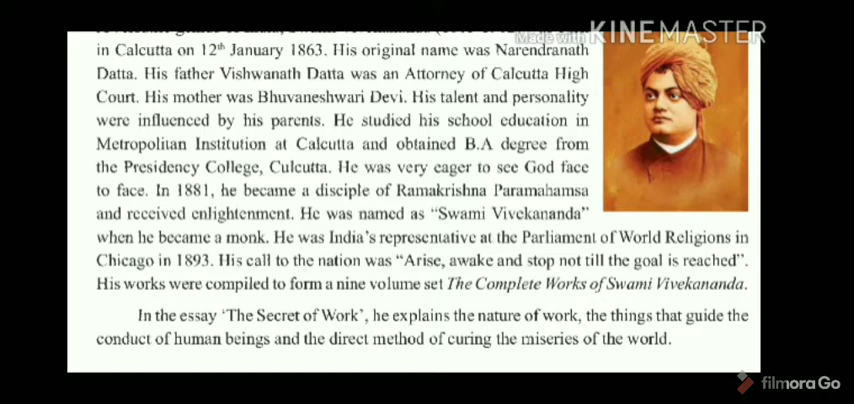 Made with KINEMASTER
in Calcutta on 12th January 1863. His original name was Narendranath
Datta. His father Vishwanath Datta was an Attorney of Calcutta High
Court. His mother was Bhuvaneshwari Devi. His talent and personality
were influenced by his parents. He studied his school education in
Metropolitan Institution at Calcutta and obtained B.A degree from
the Presidency College, Culcutta. He was very eager to see God face
to face. In 1881, he became a disciple of Ramakrishna Paramahamsa
and received enlightenment. He was named as “Swami Vivekananda”
when he became a monk. He was India’s representative at the Parliament of World Religions in
Chicago in 1893. His call to the nation was “Arise, awake and stop not till the goal is reached”.
His works were compiled to form a nine volume set The Complete Works of Swami Vivekananda.
In the essay ‘The Secret of Work’, he explains the nature of work, the things that guide the
conduct of human beings and the direct method of curing the miseries of the world.
filmora Go